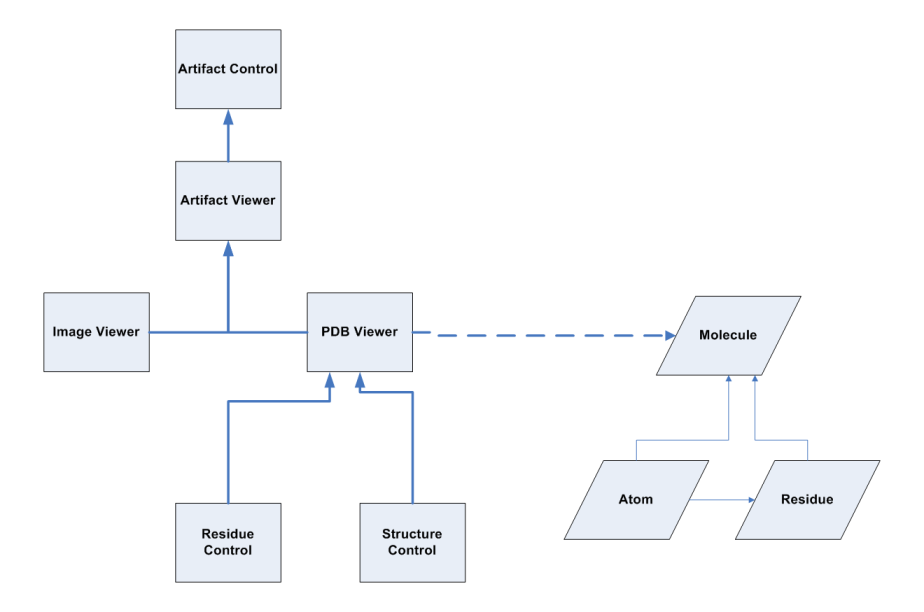 Artifact Control
Artifact Viewer
Image Viewer
PDB Viewer
Molecule
Atom
Residue
Residue
Control
Structure
Control